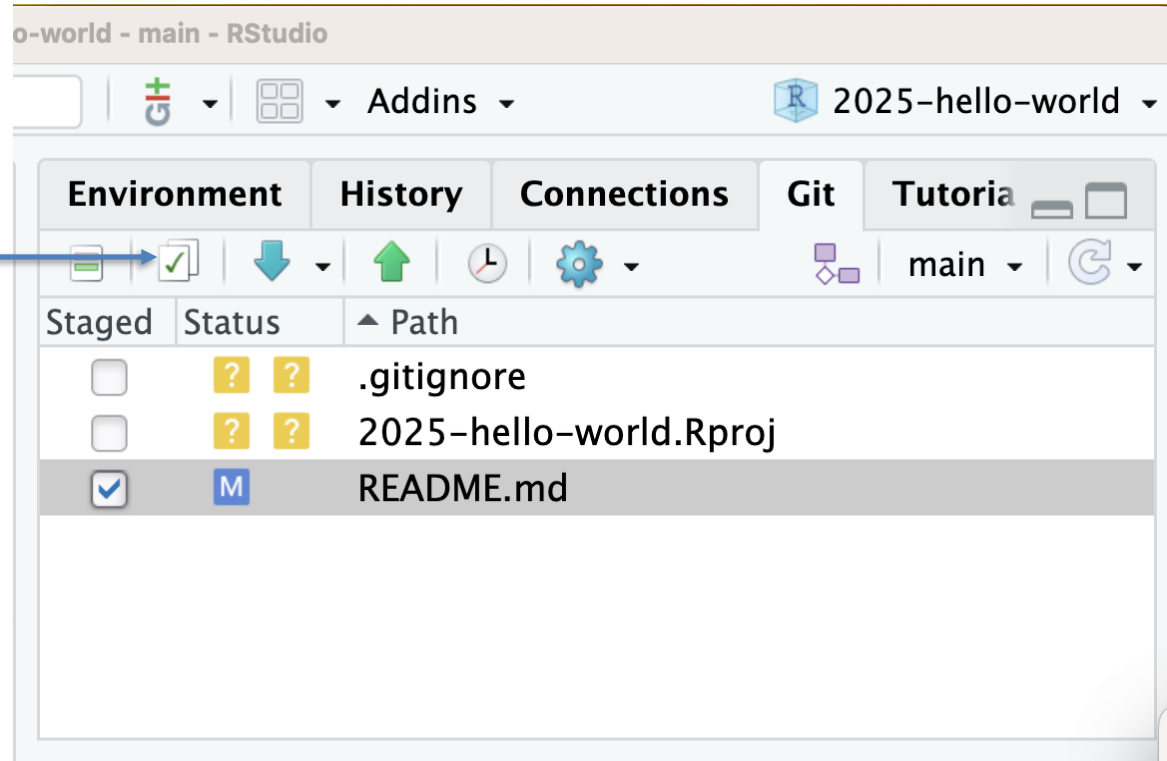 o-world - main - RStudio
Git Addins 2025-hello-world
Environment History Connections Git Tutoria
main
Staged Status Path
? ? .gitignore
? ? 2025-hello-world.Rproj
M README.md